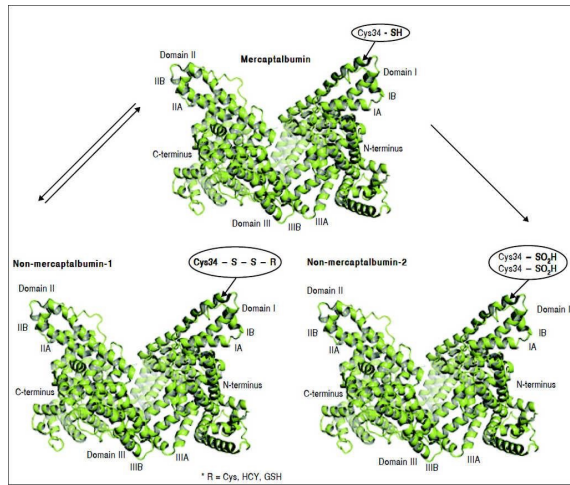 Cys34 - SH
Mercaptalbumin
Domain II
IIB
IIA
C-terminus
Domain I
IB
IA
N-terminus
Domain III
IIIB
IIIA
Non-mercaptalbumin-1
Cys34 – S – S – R
Domain II
IIB
IIA
C-terminus
Domain I
IB
IA
N-terminus
Domain III
IIIB
IIIA
* R = Cys, HCY, GSH
Non-mercaptalbumin-2
Cys34 – SO2H
Cys34 – SO2H
Domain II
IIB
IIA
C-terminus
Domain I
IB
IA
N-terminus
Domain III
IIIB
IIIA